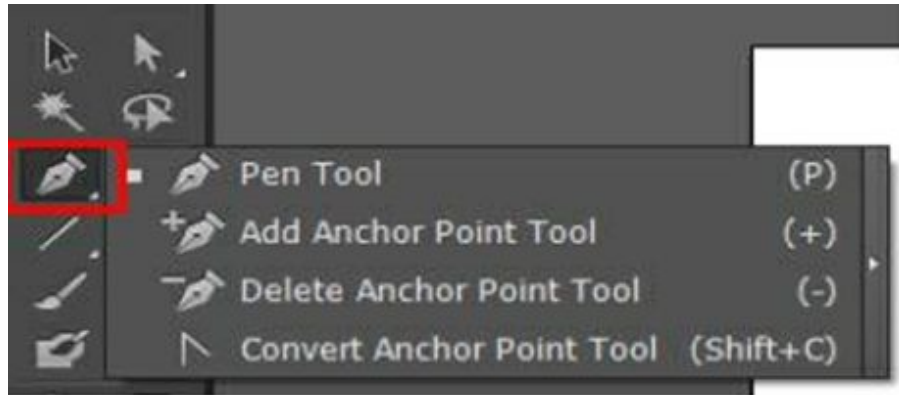 Pen Tool (P)
Add Anchor Point Tool (+)
Delete Anchor Point Tool (-)
Convert Anchor Point Tool (Shift+C)